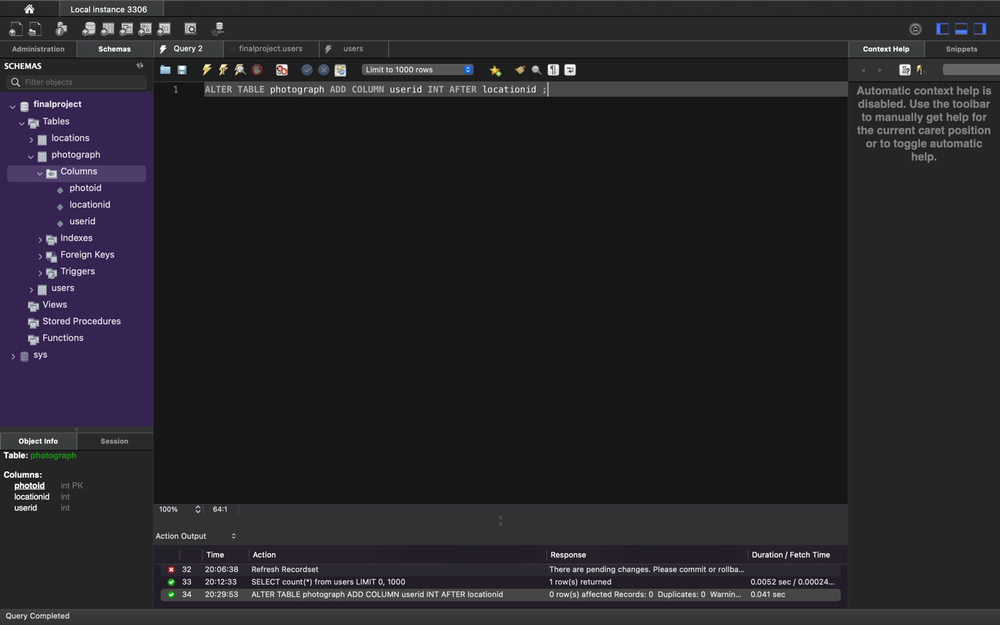 Local instance 3306
Administration
Schemas
Query 2
finalproject.users
users
Context Help
Snippets
SCHEMAS
Filter objects
Limit to 1000 rows
1 ALTER TABLE photograph ADD COLUMN userid INT AFTER locationid ;
Automatic context help is
disabled. Use the toolbar
to manually get help for
the current caret position
or to toggle automatic
help.
finalproject
Tables
locations
photograph
Columns
photoid
locationid
userid
Indexes
Foreign Keys
Triggers
users
Views
Stored Procedures
Functions
sys
Object Info
Session
Table: photograph
Columns:
photoid int PK
locationid int
userid int
100% 64:1
Action Output
Time Action Response Duration / Fetch Time
32 20:06:38 Refresh Recordset There are pending changes. Please commit or rollba...
33 20:12:33 SELECT count(*) from users LIMIT 0, 1000 1 row(s) returned 0.0052 sec / 0.00024...
34 20:29:53 ALTER TABLE photograph ADD COLUMN userid INT AFTER locationid 0 row(s) affected Records: 0 Duplicates: 0 Warnin... 0.041 sec
Query Completed